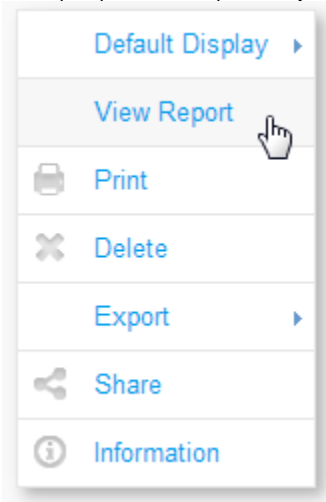 Default Display
View Report
Print
Delete
Export
Share
Information